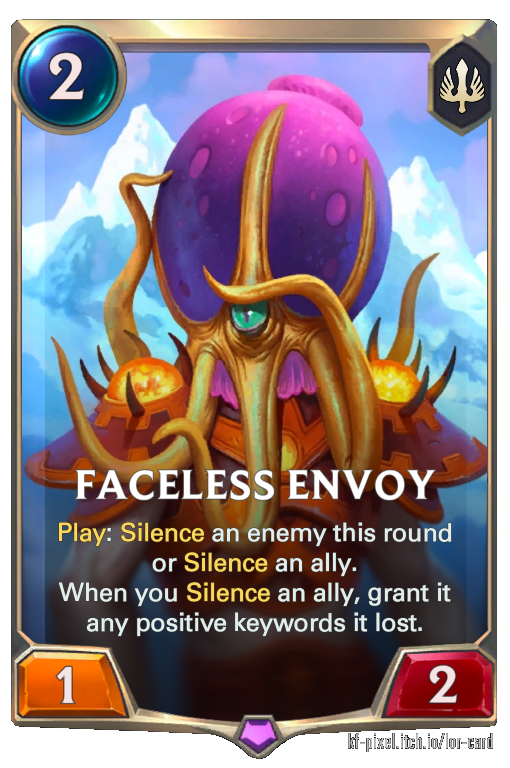 2
FACELESS ENVOY
Play: Silence an enemy this round
or Silence an ally.
When you Silence an ally, grant it
any positive keywords it lost.
1
2
kf-pixel.itch.io/lor-card